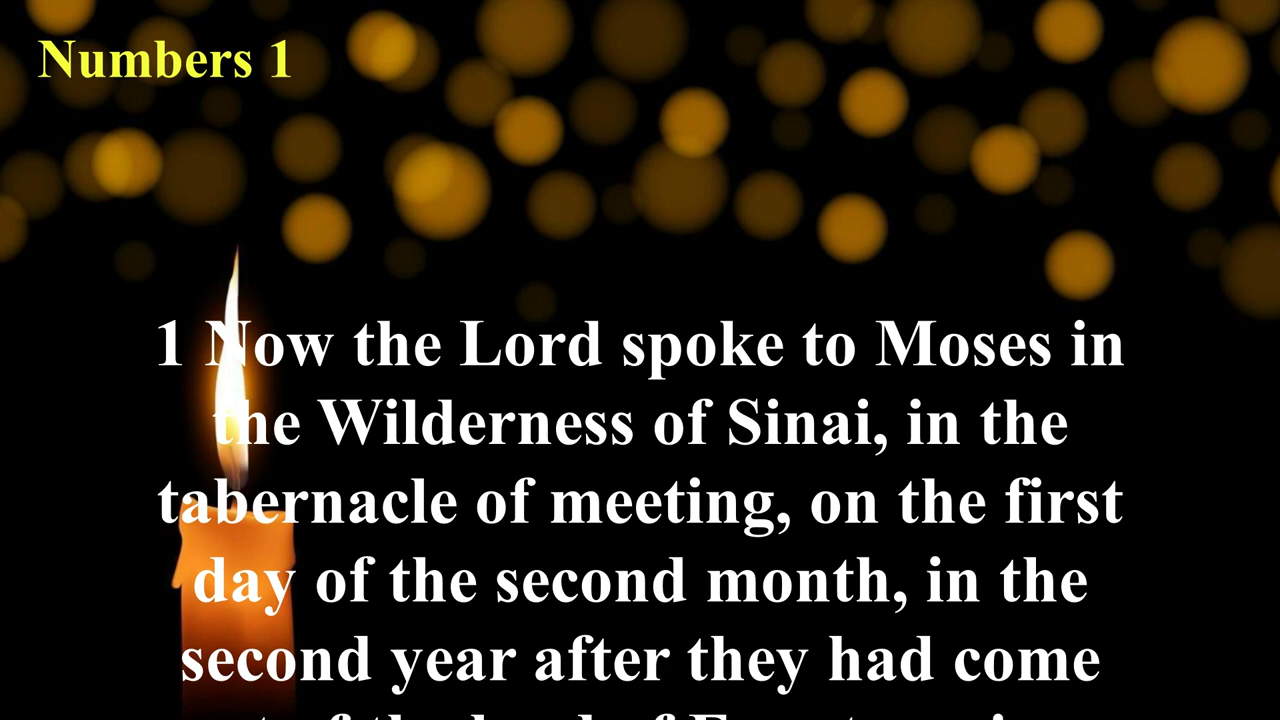 Numbers 1
1 Now the Lord spoke to Moses in
the Wilderness of Sinai, in the
tabernacle of meeting, on the first
day of the second month, in the
second year after they had come